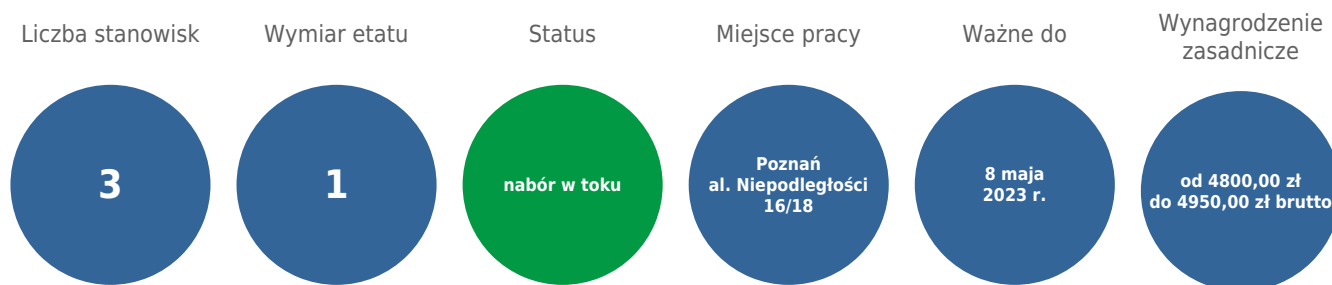 Liczba stanowisk
3
Wymiar etatu
1
Status
nabór w toku
Miejsce pracy
Poznań
al. Niepodległości
16/18
Ważne do
8 maja
2023 r.
Wynagrodzenie
zasadnicze
od 4800,00 zł
do 4950,00 zł brutto